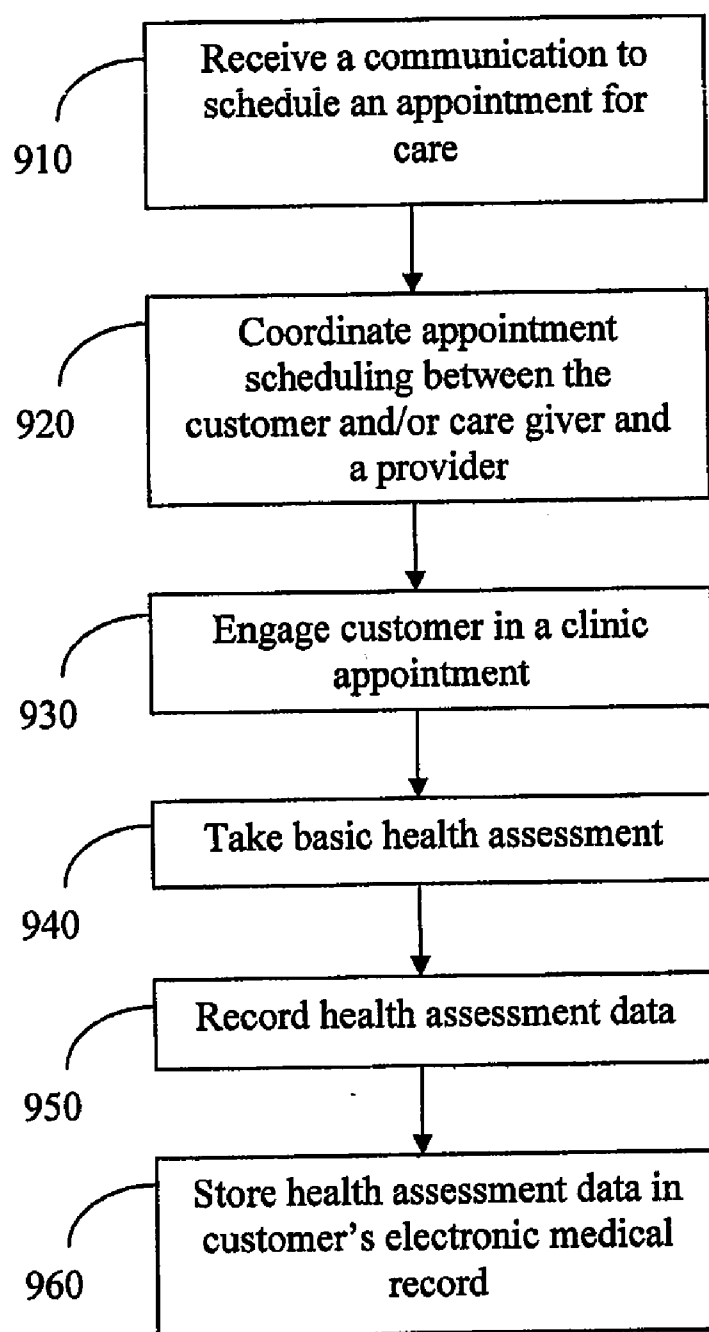 Receive a communication to
schedule an appointment for
care
910
Coordinate appointment
scheduling between the
customer and/or care giver and
a provider
920
Engage customer in a clinic
appointment
930
Take basic health assessment
940
Record health assessment data
950
Store health assessment data in
customer's electronic medical
record
960